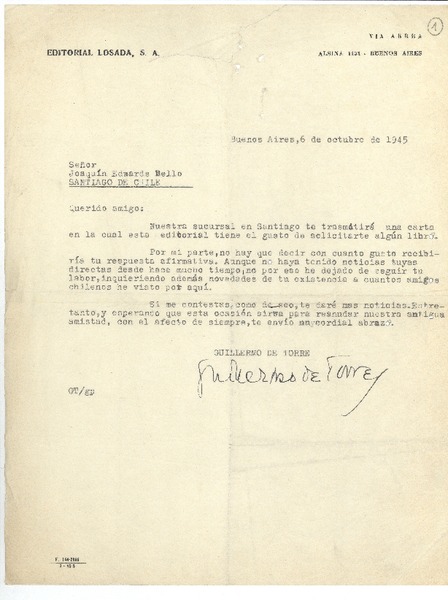 1
VIA AEREA
EDITORIAL LOSADA, S. A.
ALSINA 1131 - BUENOS AIRES
Buenos Aires,6 de octubre de 1945
Señor
Joaquín Edwards Bello
SANTIAGO DE CHILE
Querido amigo:
Nuestra sucursal en Santiago te trasmitirá una carta
en la cual esta editorial tiene el gusto de solicitarte algún libro.
Por mi parte,no hay que decir con cuanto gusto recibi-
ría tu respuesta afirmativa. Aunque no haya tenido noticias tuyas
directas desde hace mucho tiempo,no por eso he dejado de seguir tu
labor,inquiriendo además novedades de tu existencia a cuantos amigos
chilenos he visto por aquí.
Si me contestas,como deseo,te daré mas noticias.Entre-
tanto,y esperando que esta ocasión sirva para reanudar nuestra antigua
amistad, con el afecto de siempre,te envío muycordial abrazo.
GUILLERMO DE TORRE
Guillermo de Torre
GT/gp